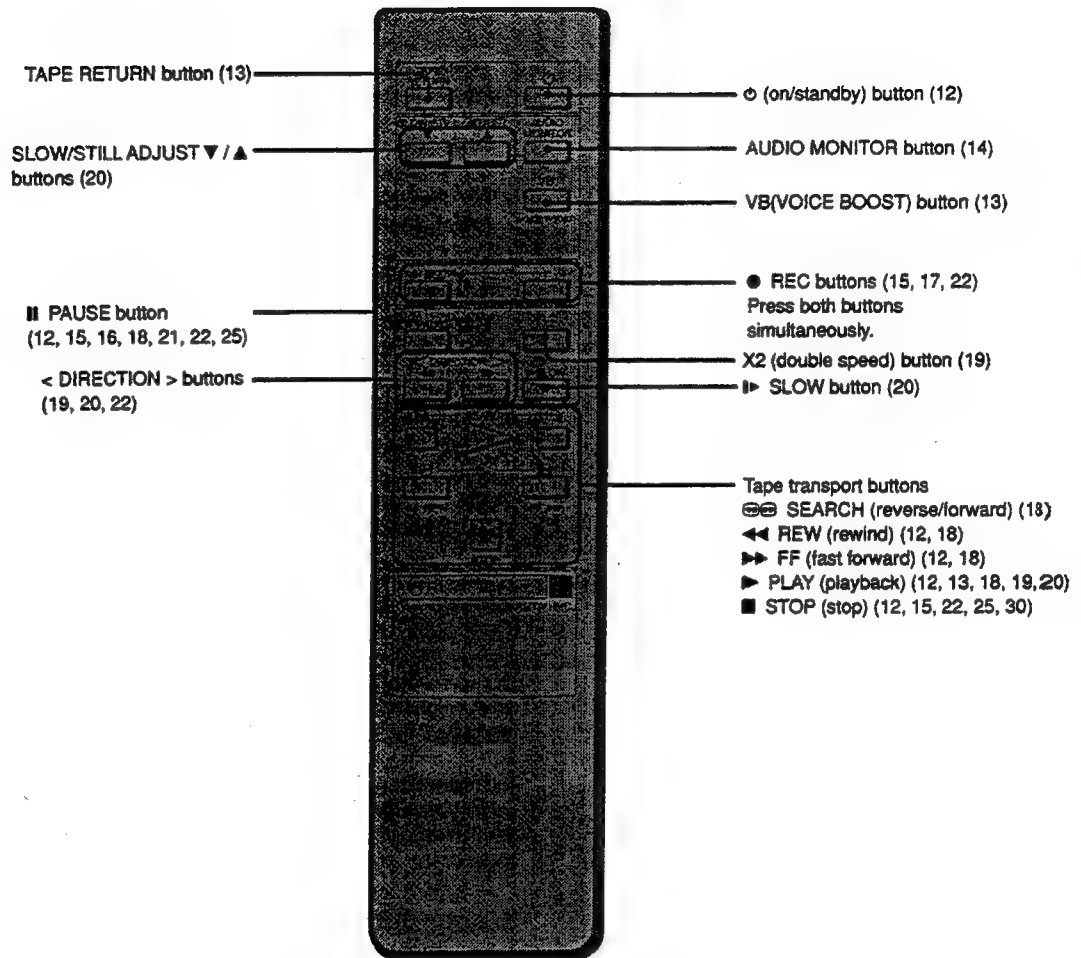 TAPE RETURN button (13)
SLOW/STILL ADJUST ▼ / ▲
buttons (20)
❚❚ PAUSE button
(12, 15, 16, 18, 21, 22, 25)
< DIRECTION > buttons
(19, 20, 22)
⏻ (on/standby) button (12)
AUDIO MONITOR button (14)
VB(VOICE BOOST) button (13)
● REC buttons (15, 17, 22)
Press both buttons
simultaneously.
X2 (double speed) button (19)
❚▶ SLOW button (20)
Tape transport buttons
SEARCH (reverse/forward) (18)
◀◀ REW (rewind) (12, 18)
▶▶ FF (fast forward) (12, 18)
▶ PLAY (playback) (12, 13, 18, 19, 20)
■ STOP (stop) (12, 15, 22, 25, 30)
AUDIO
MONITOR